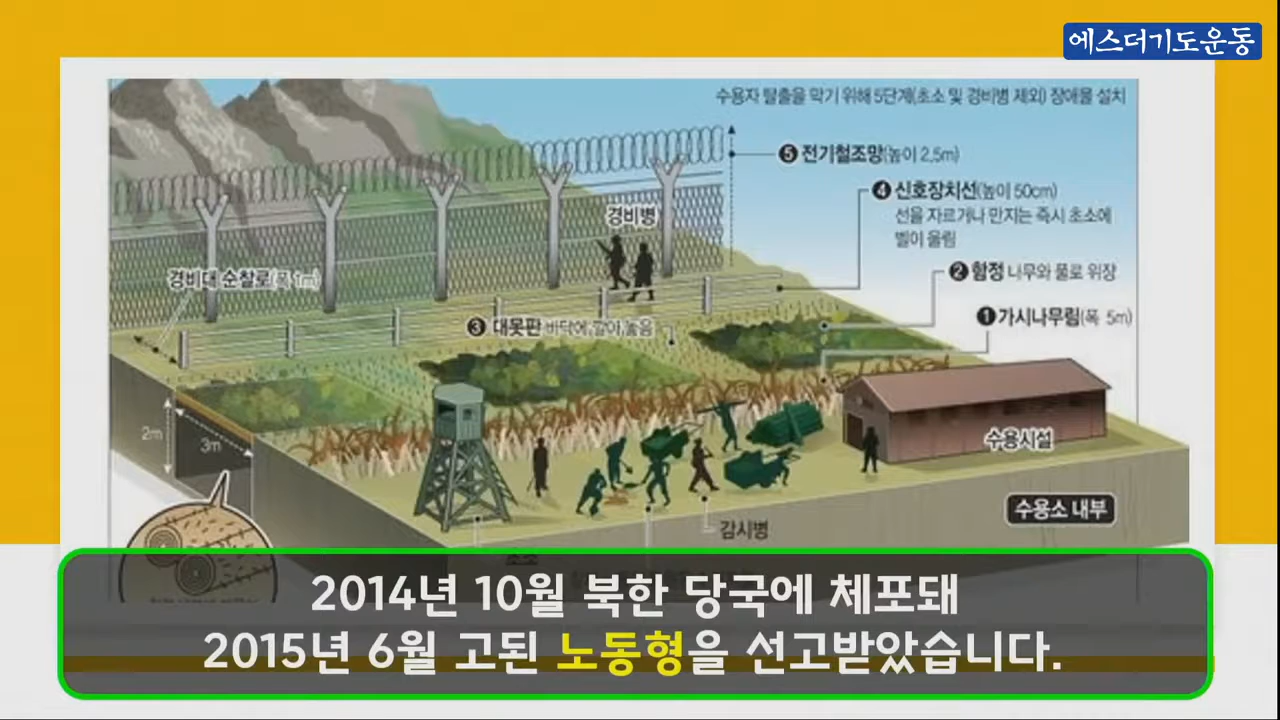 에스더기도운동
수용자 탈출을 막기 위해 5단계(초소 및 경비병 제외) 장애물 설치
❺ 전기철조망(높이 2.5m)
❹ 신호장치선(높이 50cm)
선을 자르거나 만지는 즉시 초소에
벨이 울림
경비병
❷ 함정 나무와 풀로 위장
경비대 순찰로(폭 1m)
❶ 가시나무림(폭 5m)
❸ 대못판 바닥에 깔아 놓음
2m
3m
수용시설
수용소 내부
감시병
2014년 10월 북한 당국에 체포돼
2015년 6월 고된 노동형을 선고받았습니다.